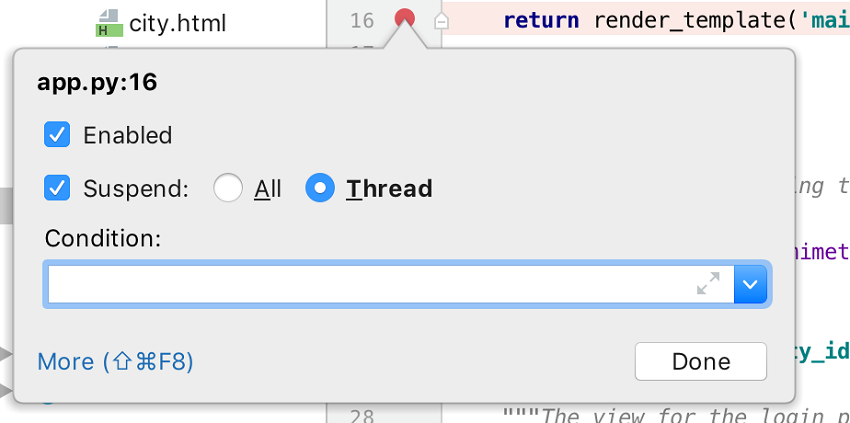 city.html
H
16 return render_template('mai
app.py:16
Enabled
Suspend: All Thread
ing t
Condition:
nimet
More (⇧⌘F8) Done
ty_id
28 """The view for the login p